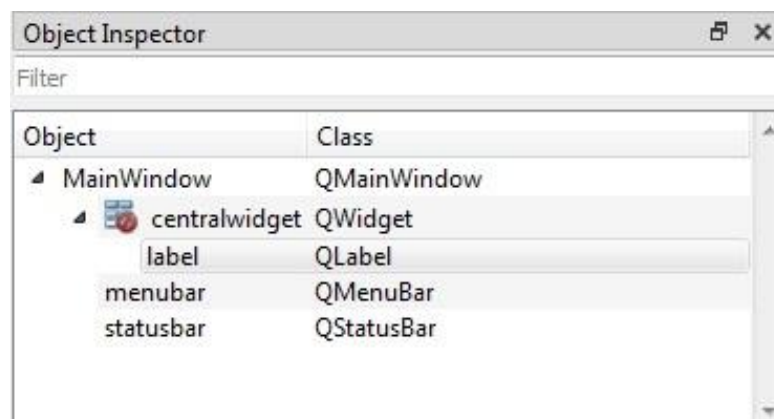 Object Inspector
Filter
Object Class
MainWindow QMainWindow
centralwidget QWidget
label QLabel
menubar QMenuBar
statusbar QStatusBar